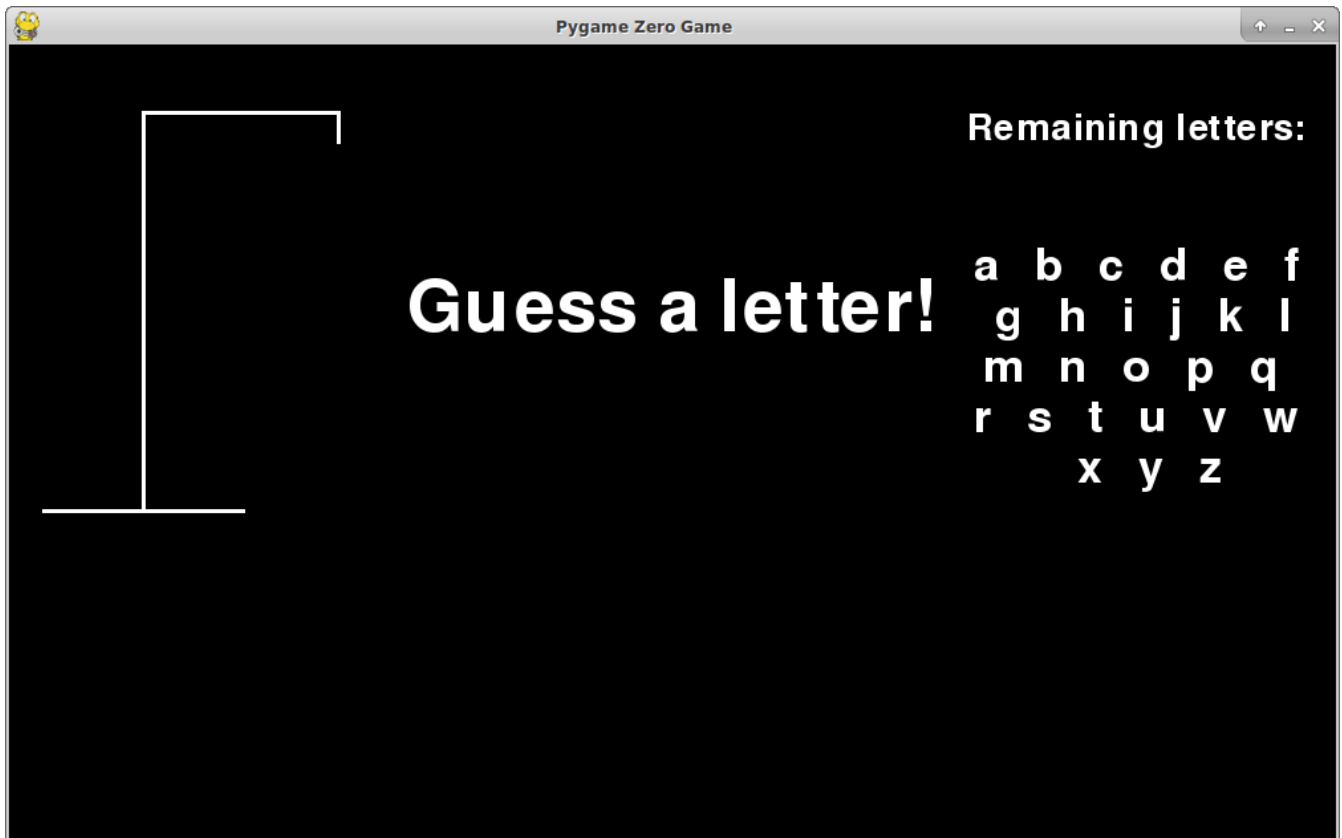 Pygame Zero Game
Remaining letters:
Guess a letter!
a b c d e f
g h i j k l
m n o p q
r s t u v w
x y z